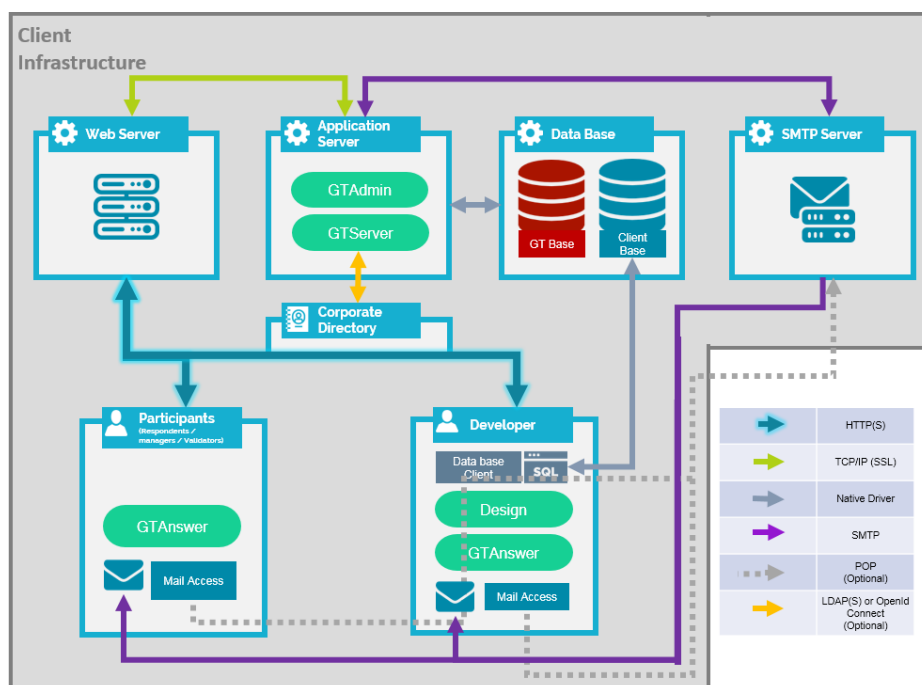 Client
Infrastructure
Web Server
Application
Server
Data Base
SMTP Server
GTAdmin
GTServer
GT Base
Client
Base
Corporate
Directory
Participants
(Respondents /
managers / Validators)
GTAnswer
Mail Access
Developer
Data base
Client
SQL
Design
GTAnswer
Mail Access
HTTP(S)
TCP/IP (SSL)
Native Driver
SMTP
POP
(Optional)
LDAP(S) or OpenId
Connect
(Optional)